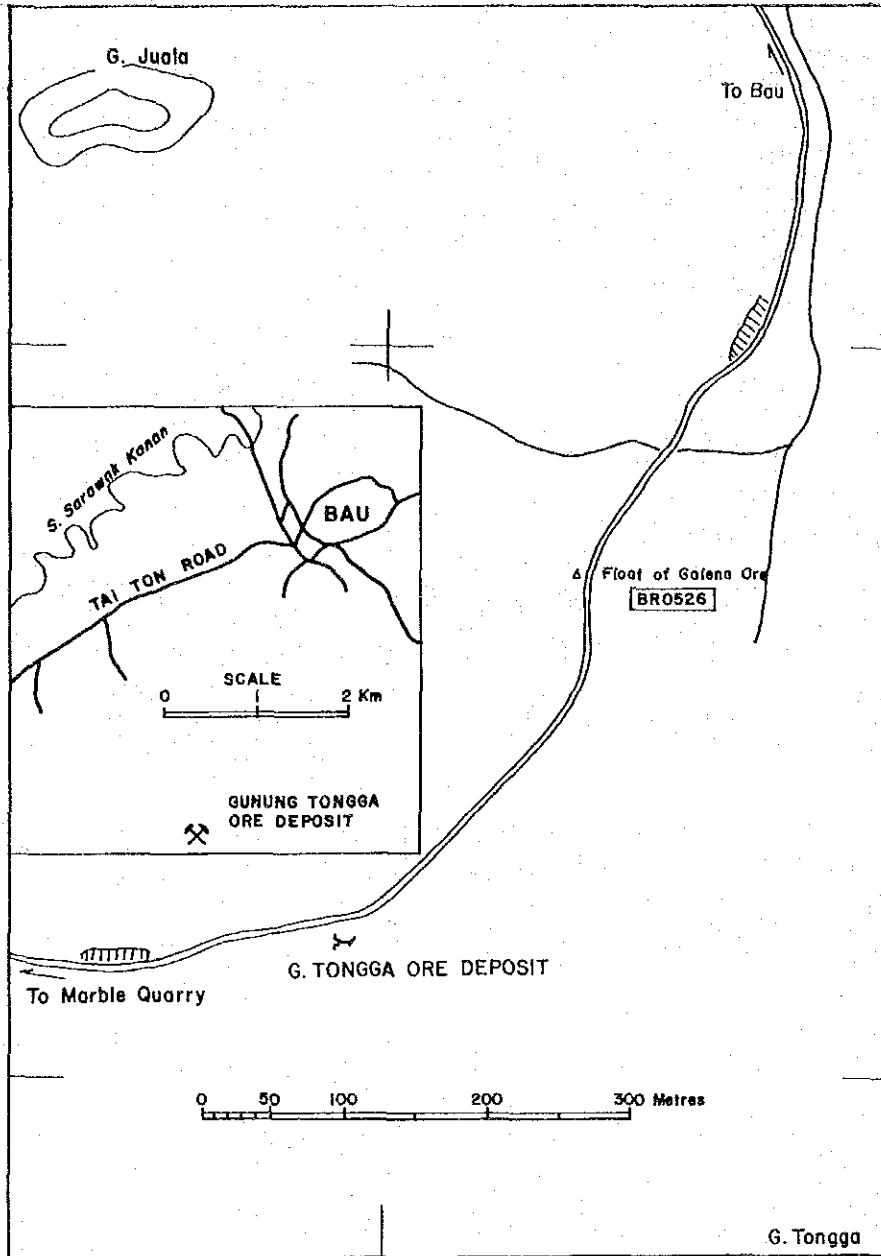 G. Juala
To Bau
S. Sarawak Kanan
BAU
TAI TON ROAD
Float of Galena Ore
BR0526
SCALE
0 1 2 Km
GUNUNG TONGGA
ORE DEPOSIT
G. TONGGA ORE DEPOSIT
To Marble Quarry
0 50 100 200 300 Metres
G. Tongga